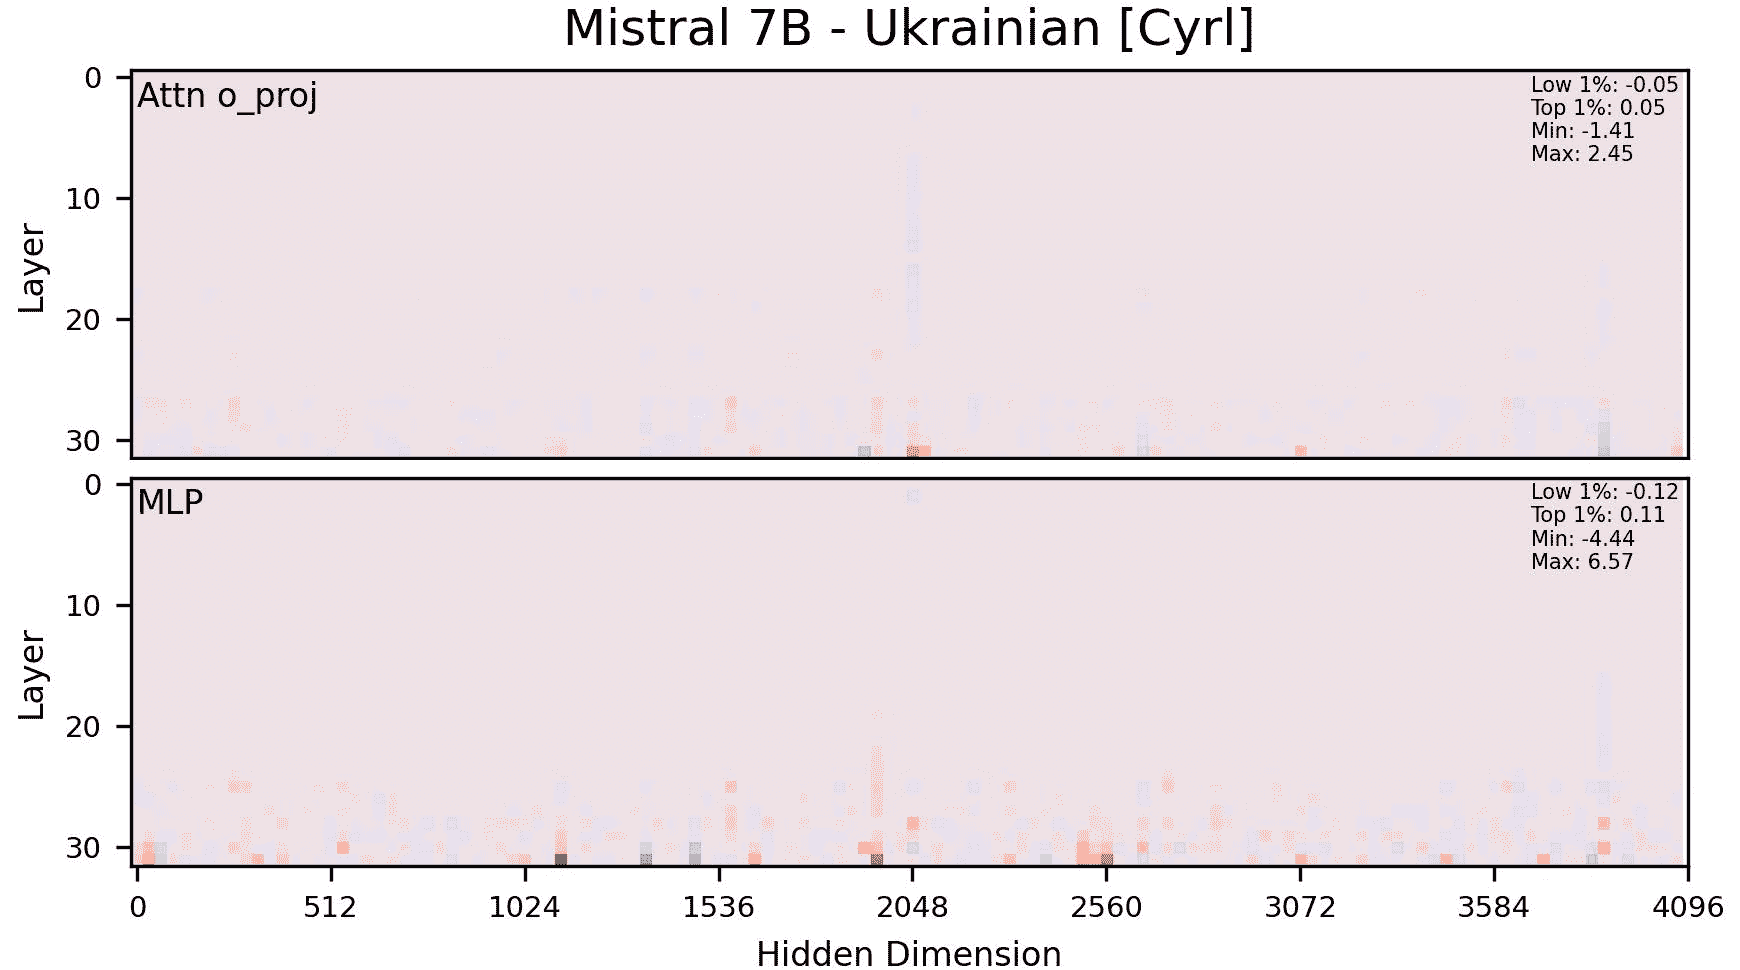 Mistral 7B - Ukrainian [Cyrl]
Attn o_proj
Low 1%: -0.05
Top 1%: 0.05
Min: -1.41
Max: 2.45
0
10
20
30
Layer
MLP
Low 1%: -0.12
Top 1%: 0.11
Min: -4.44
Max: 6.57
0
10
20
30
Layer
0 512 1024 1536 2048 2560 3072 3584 4096
Hidden Dimension